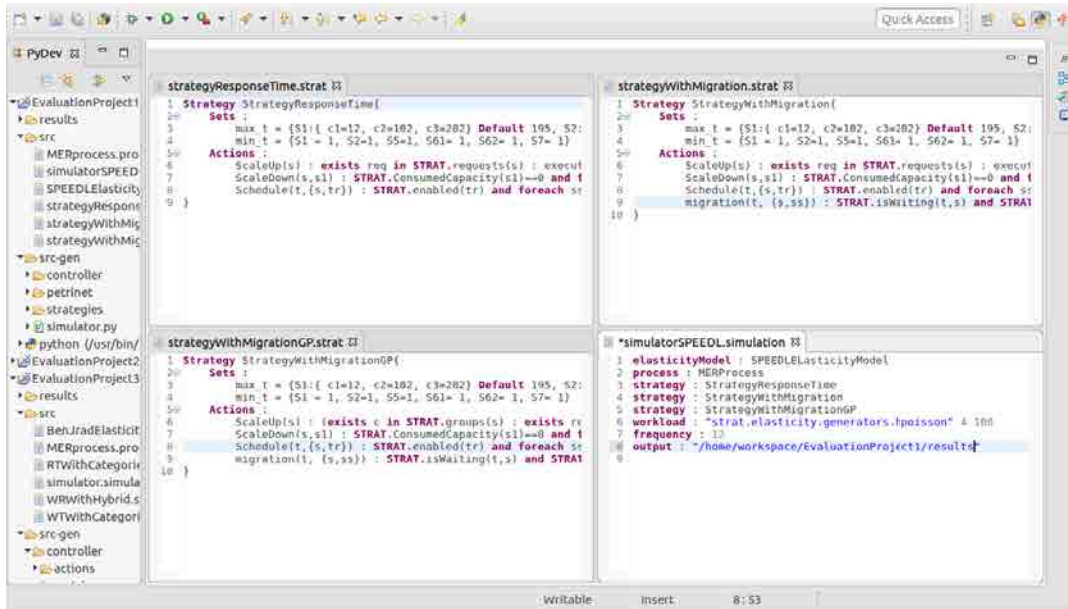 Quick Access
PyDev
EvaluationProject1
results
src
MERprocess.pro
simulatorSPEED
SPEEDLElasticity
strategyRespons
strategyWithMig
strategyWithMig
src-gen
controller
petrinet
strategies
simulator.py
python (/usr/bin/
EvaluationProject2
EvaluationProject3
results
src
BenJradElasticit
MERprocess.pro
RTWithCategorie
simulator.simula
WRWithHybrid.s
WTWithCategori
src-gen
controller
actions
strategyResponseTime.strat
1 Strategy StrategyResponseTime{
2 Sets :
3 max_t = {S1:{ c1=12, c2=102, c3=202} Default 195, S2:
4 min_t = {S1 = 1, S2=1, S5=1, S61= 1, S62= 1, S7= 1}
5 Actions :
6 ScaleUp(s) : exists req in STRAT.requests(s) : execut
7 ScaleDown(s,s1) : STRAT.ConsumedCapacity(s1)==0 and f
8 Schedule(t,{s,tr}) : STRAT.enabled(tr) and foreach s
9 }
strategyWithMigration.strat
1 Strategy StrategyWithMigration{
2 Sets :
3 max_t = {S1:{ c1=12, c2=102, c3=202} Default 195, S2:
4 min_t = {S1 = 1, S2=1, S5=1, S61= 1, S62= 1, S7= 1}
5 Actions :
6 ScaleUp(s) : exists req in STRAT.requests(s) : execut
7 ScaleDown(s,s1) : STRAT.ConsumedCapacity(s1)==0 and f
8 Schedule(t,{s,tr}) : STRAT.enabled(tr) and foreach s
9 migration(t, {s,ss}) : STRAT.isWaiting(t,s) and STRAT
10 }
strategyWithMigrationGP.strat
1 Strategy StrategyWithMigrationGP{
2 Sets :
3 max_t = {S1:{ c1=12, c2=102, c3=202} Default 195, S2:
4 min_t = {S1 = 1, S2=1, S5=1, S61= 1, S62= 1, S7= 1}
5 Actions :
6 ScaleUp(s) : (exists c in STRAT.groups(s) : exists re
7 ScaleDown(s,s1) : STRAT.ConsumedCapacity(s1)==0 and f
8 Schedule(t,{s,tr}) : STRAT.enabled(tr) and foreach s
9 migration(t, {s,ss}) : STRAT.isWaiting(t,s) and STRAT
10 }
*simulatorSPEEDL.simulation
1 elasticityModel : SPEEDLELasticityModel
2 process : MERProcess
3 strategy : StrategyResponseTime
4 strategy : StrategyWithMigration
5 strategy : StrategyWithMigrationGP
6 workload : "strat.elasticity.generators.hpoisson" 4 100
7 frequency : 12
8 output : "/home/workspace/EvaluationProject1/results"
9
Writable Insert 8:53